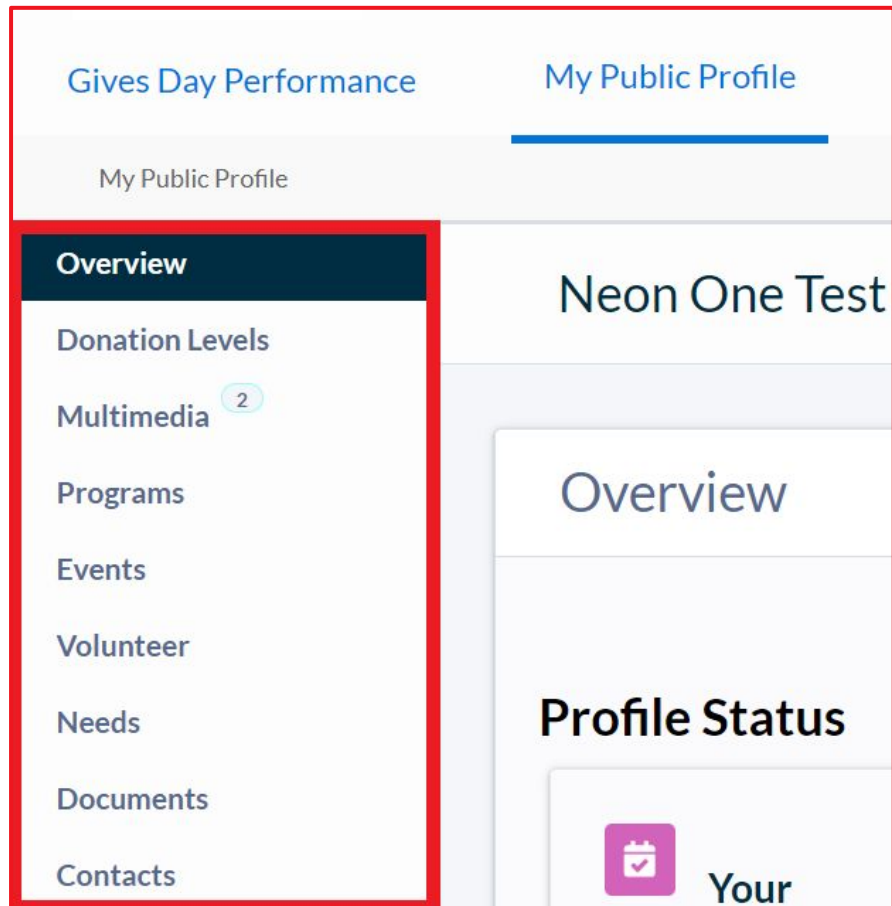 Gives Day Performance
My Public Profile
My Public Profile
Overview
Donation Levels
Multimedia 2
Programs
Events
Volunteer
Needs
Documents
Contacts
Neon One Test
Overview
Profile Status
Your